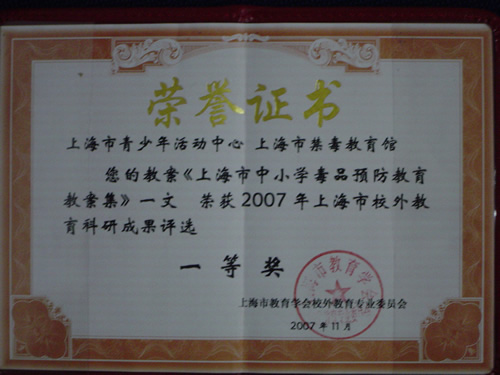 荣誉证书
上海市青少年活动中心 上海市禁毒教育馆
您的教案《上海市中小学毒品预防教育
教案集》一文 荣获2007年上海市校外教
育科研成果评选
一等奖
上海市教育学会校外教育专业委员会
2007年11月